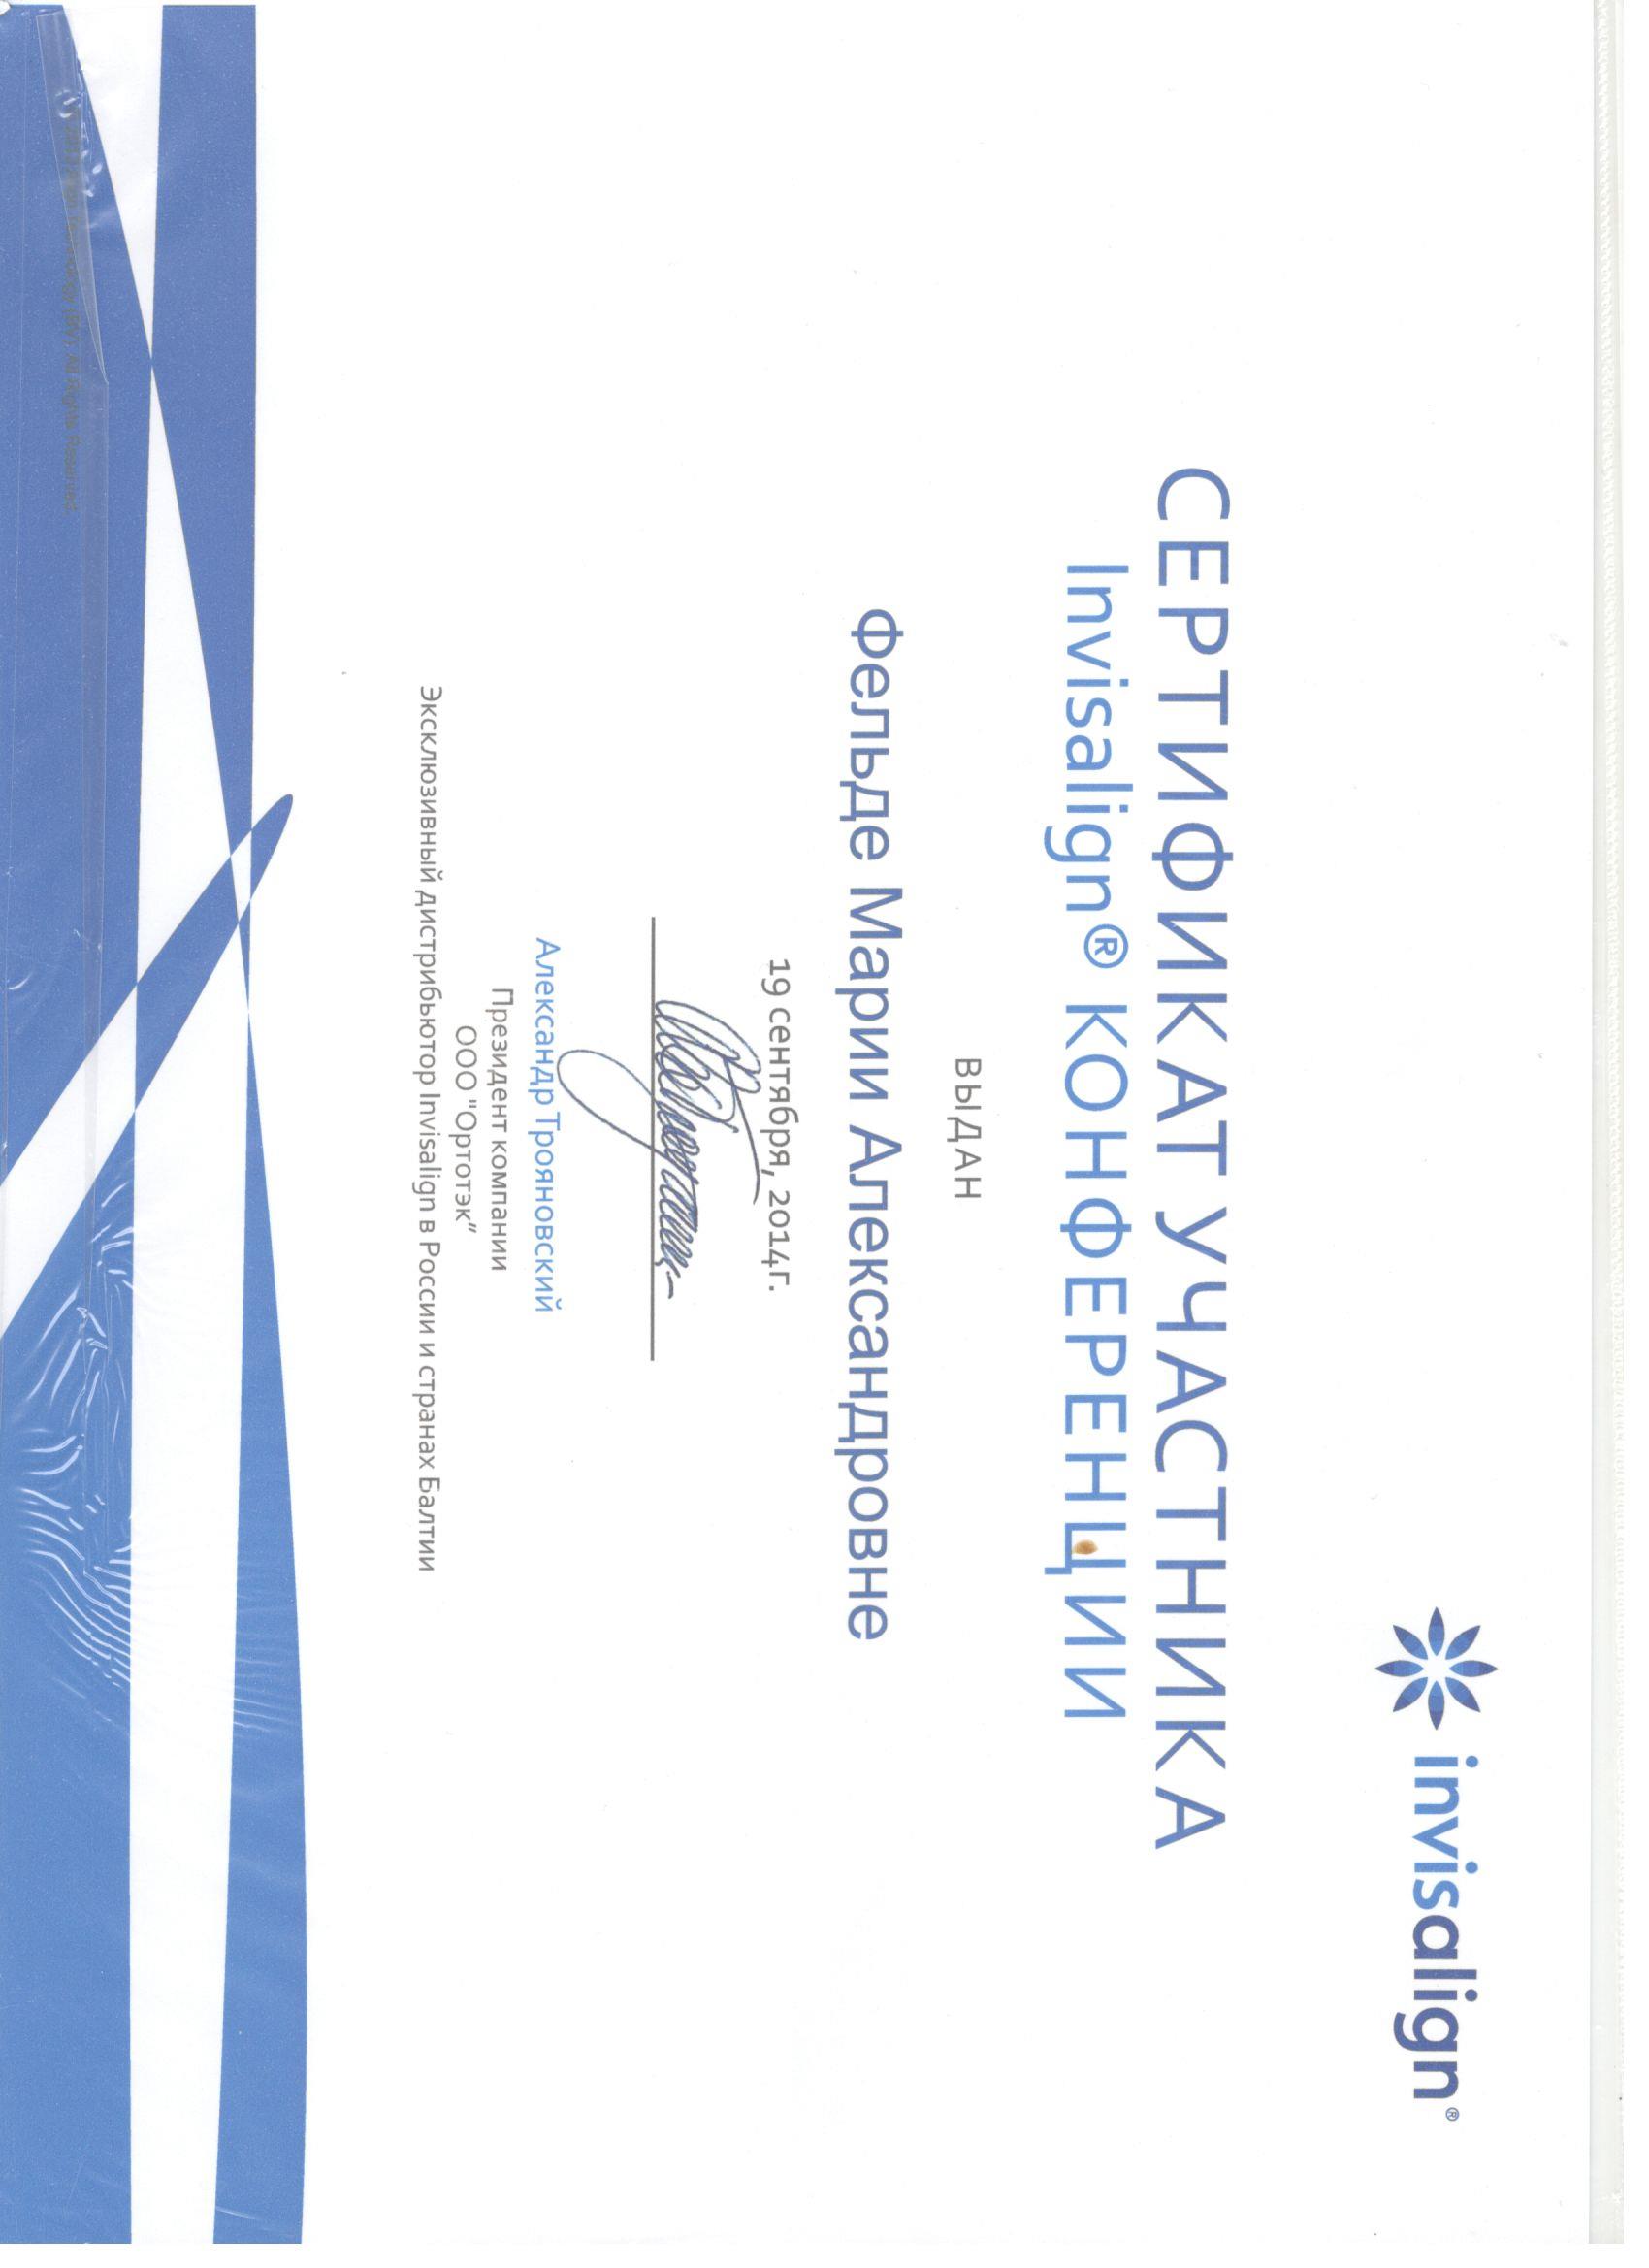 invisalign®
СЕРТИФИКАТ УЧАСТНИКА
Invisalign® КОНФЕРЕНЦИИ
ВЫДАН
Фельде Марии Александровне
19 сентября, 2014г.
Александр Трояновский
Президент компании
ООО "Ортотэк"
Эксклюзивный дистрибьютор Invisalign в России и странах Балтии
All Rights Reserved.